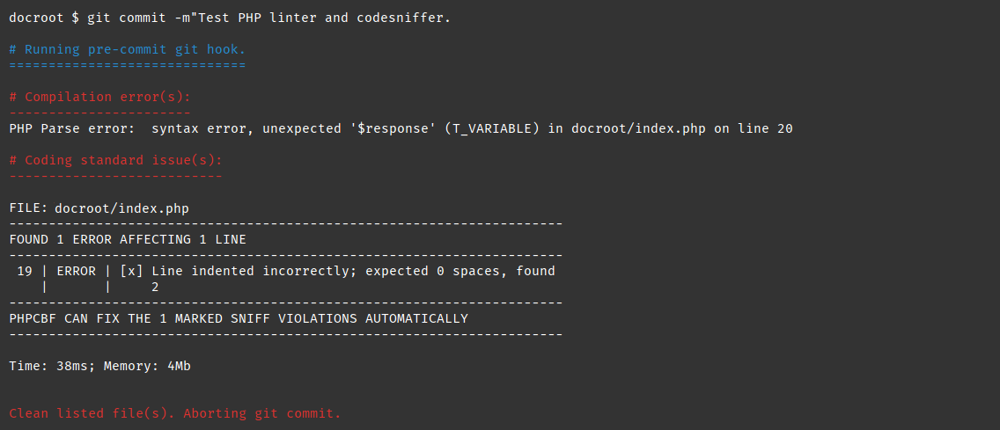 docroot $ git commit -m"Test PHP linter and codesniffer.
# Running pre-commit git hook.
==============================
# Compilation error(s):
-----------------------
PHP Parse error:  syntax error, unexpected '$response' (T_VARIABLE) in docroot/index.php on line 20
# Coding standard issue(s):
---------------------------
FILE: docroot/index.php
----------------------------------------------------------------------
FOUND 1 ERROR AFFECTING 1 LINE
----------------------------------------------------------------------
 19 | ERROR | [x] Line indented incorrectly; expected 0 spaces, found
    |       |     2
----------------------------------------------------------------------
PHPCBF CAN FIX THE 1 MARKED SNIFF VIOLATIONS AUTOMATICALLY
----------------------------------------------------------------------
Time: 38ms; Memory: 4Mb
Clean listed file(s). Aborting git commit.